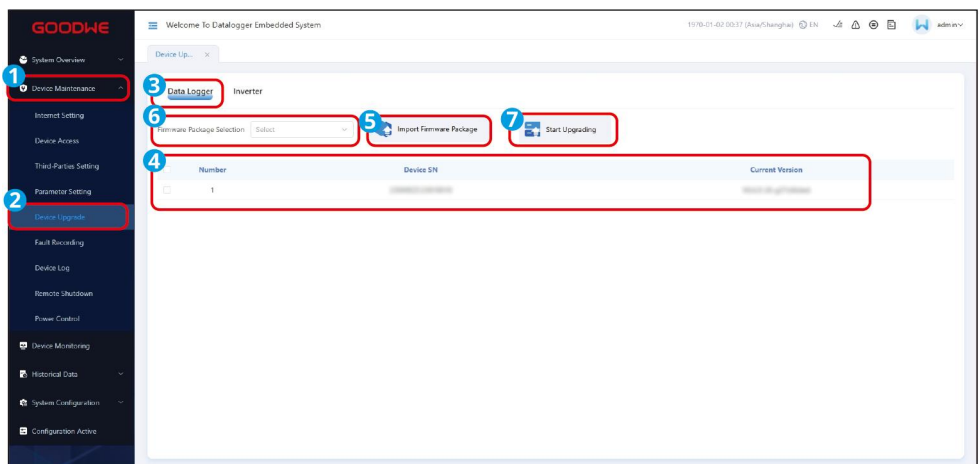 GOODWE
Welcome To Datalogger Embedded System
1970-01-02 00:37 (Asia/Shanghai)
EN
admin
System Overview
Device Up...
×
1
Device Maintenance
3
Data Logger
Inverter
Internet Setting
6
Firmware Package Selection
Select
5
Import Firmware Package
7
Start Upgrading
Device Access
Third-Parties Setting
4
Number
Device SN
Current Version
Parameter Setting
1
2
Device Upgrade
Fault Recording
Device Log
Remote Shutdown
Power Control
Device Monitoring
Historical Data
System Configuration
Configuration Active